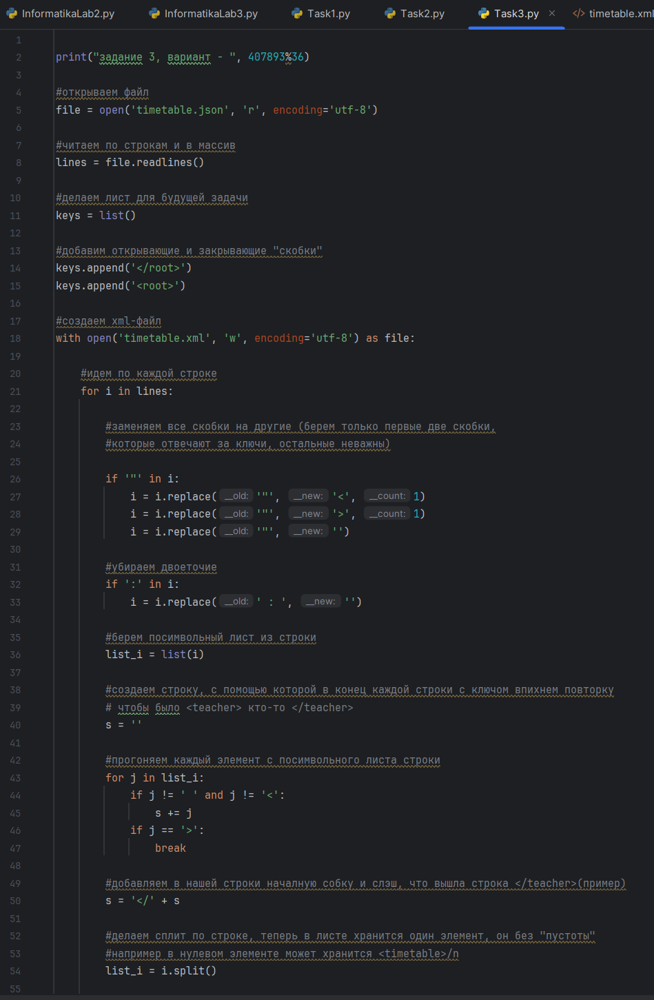 InformatikaLab2.py InformatikaLab3.py Task1.py Task2.py Task3.py × </> timetable.xml
1
2 print("задание 3, вариант - ", 407893%36)
3
4 #открываем файл
5 file = open('timetable.json', 'r', encoding='utf-8')
6
7 #читаем по строкам и в массив
8 lines = file.readlines()
9
10 #делаем лист для будущей задачи
11 keys = list()
12
13 #добавим открывающие и закрывающие "скобки"
14 keys.append('</root>')
15 keys.append('<root>')
16
17 #создаем xml-файл
18 with open('timetable.xml', 'w', encoding='utf-8') as file:
19
20 #идем по каждой строке
21 for i in lines:
22
23 #заменяем все скобки на другие (берем только первые две скобки,
24 #которые отвечают за ключи, остальные неважны)
25
26 if '"' in i:
27 i = i.replace( __old: '"', __new: '<', __count: 1)
28 i = i.replace( __old: '"', __new: '>', __count: 1)
29 i = i.replace( __old: '"', __new: '')
30
31 #убираем двоеточие
32 if ':' in i:
33 i = i.replace( __old: ' : ', __new: '')
34
35 #берем посимвольный лист из строки
36 list_i = list(i)
37
38 #создаем строку, с помощью которой в конец каждой строки с ключом впихнем повторку
39 # чтобы было <teacher> кто-то </teacher>
40 s = ''
41
42 #прогоняем каждый элемент с посимвольного листа строки
43 for j in list_i:
44 if j != ' ' and j != '<':
45 s += j
46 if j == '>':
47 break
48
49 #добавляем в нашей строки началную собку и слэш, что вышла строка </teacher>(пример)
50 s = '</' + s
51
52 #делаем сплит по строке, теперь в листе хранится один элемент, он без "пустоты"
53 #например в нулевом элементе может хранится <timetable>/n
54 list_i = i.split()
55